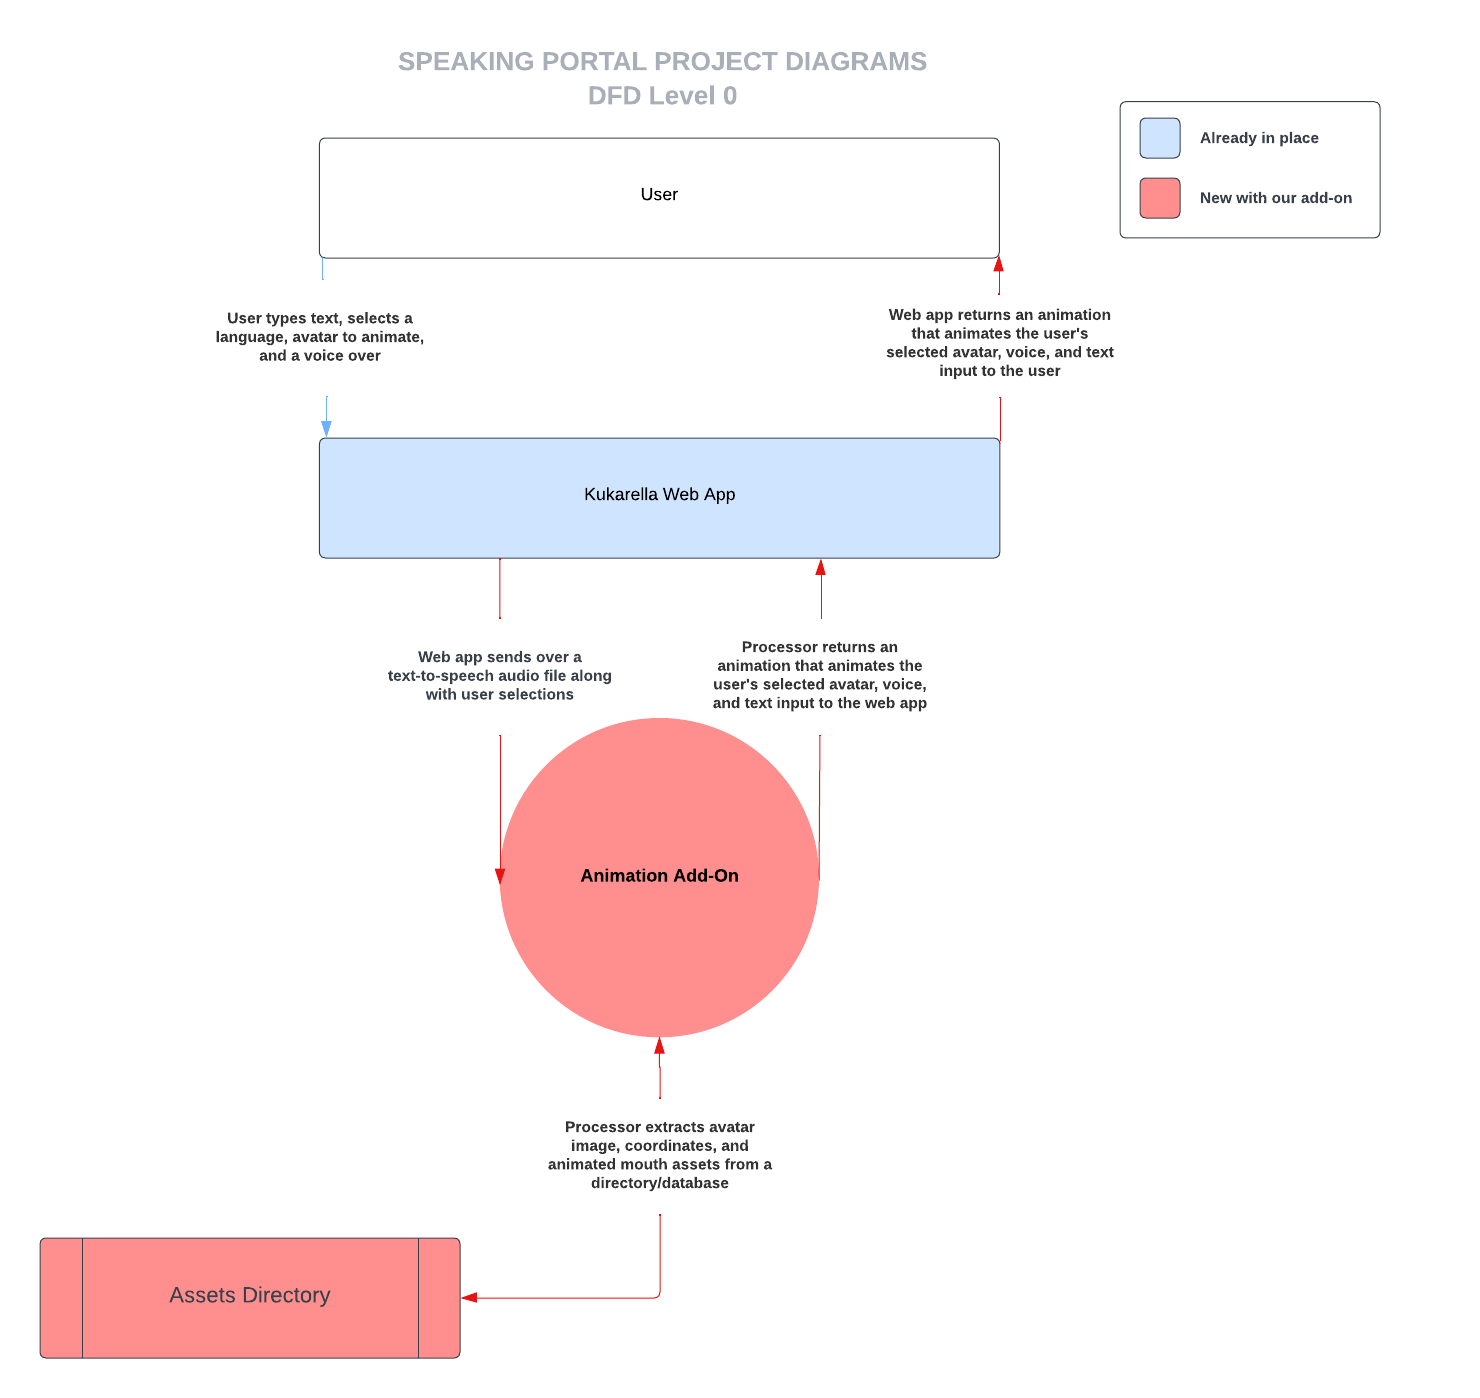 SPEAKING PORTAL PROJECT DIAGRAMS
DFD Level 0
User
Already in place
New with our add-on
User types text, selects a
language, avatar to animate,
and a voice over
Web app returns an animation
that animates the user's
selected avatar, voice, and text
input to the user
Kukarella Web App
Web app sends over a
text-to-speech audio file along
with user selections
Processor returns an
animation that animates the
user's selected avatar, voice,
and text input to the web app
Animation Add-On
Processor extracts avatar
image, coordinates, and
animated mouth assets from a
directory/database
Assets Directory